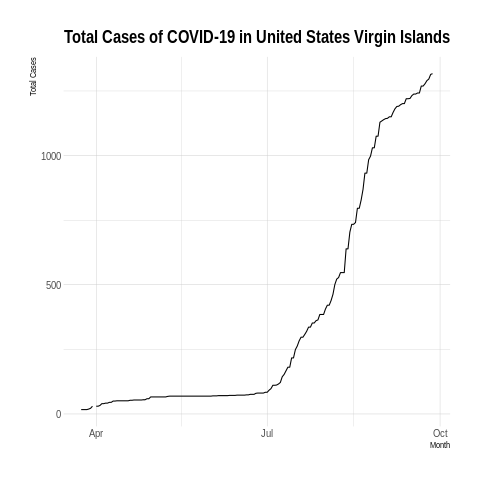 Total Cases of COVID-19 in United States Virgin Islands
Total Cases
1000
500
0
Apr
Jul
Oct
Month